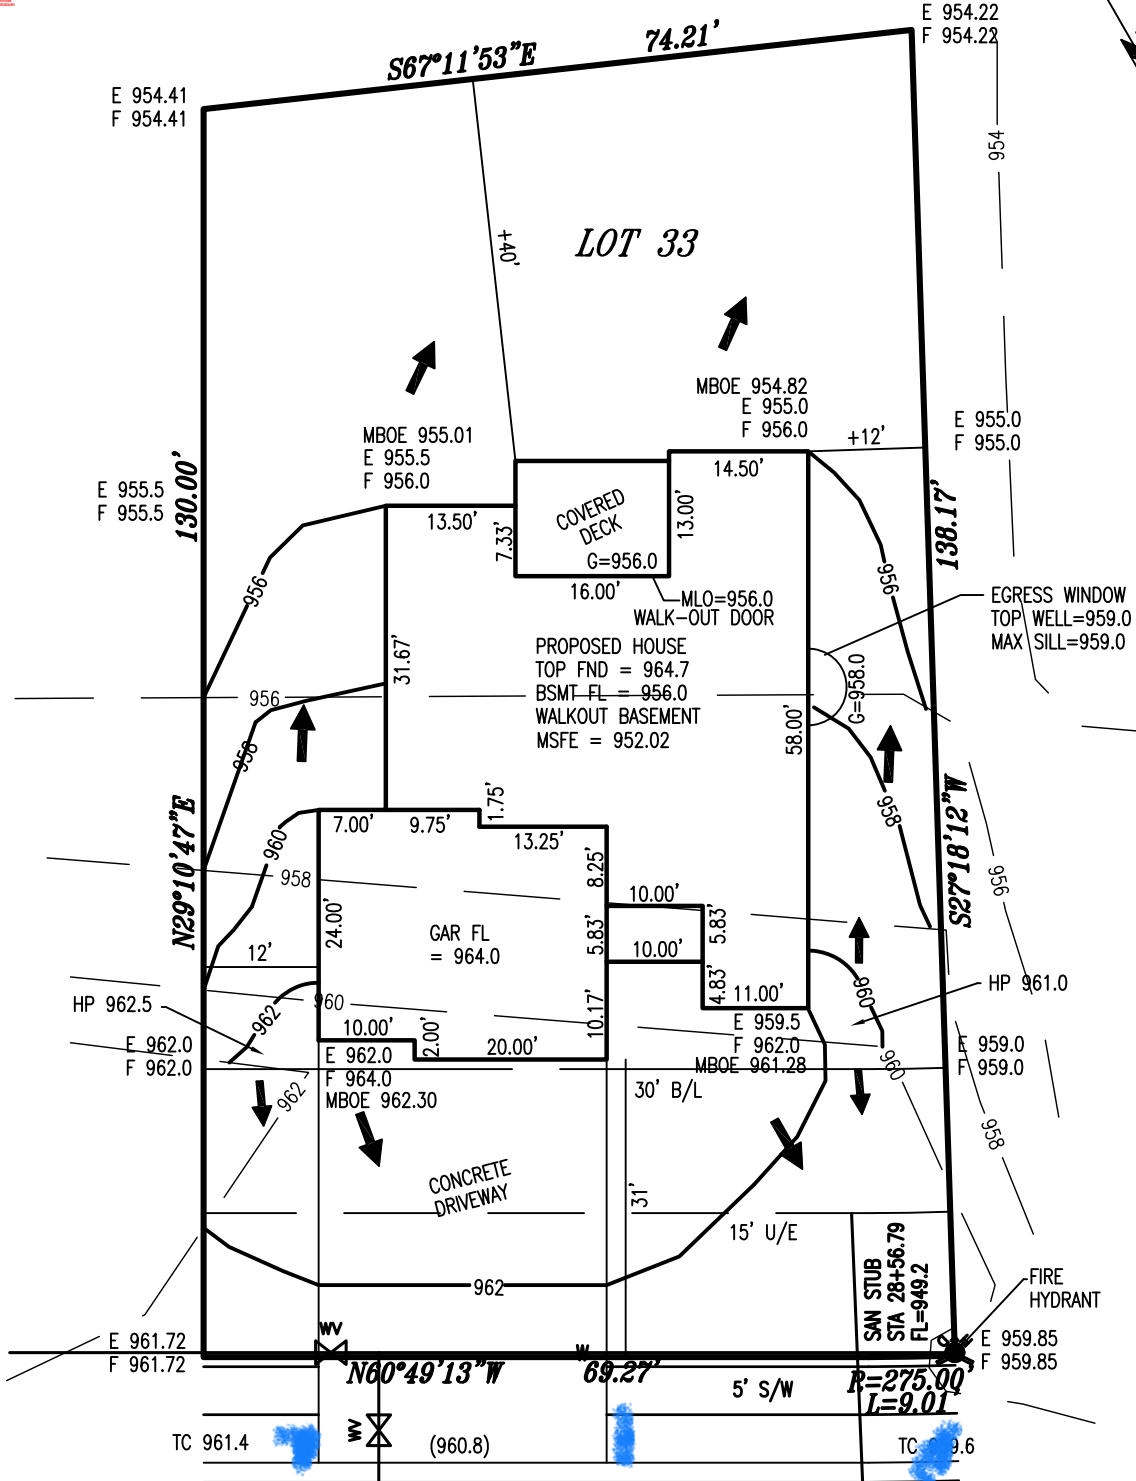 E 954.22
F 954.22
S67°11'53"E
74.21'
E 954.41
F 954.41
954
+40'
LOT 33
MBOE 954.82
E 955.0
F 956.0
+12'
E 955.0
F 955.0
MBOE 955.01
E 955.5
F 956.0
E 955.5
F 955.5
130.00'
14.50'
COVERED
DECK
13.00'
138.17'
13.50'
7.33'
G=956.0
16.00'
MLO=956.0
WALK-OUT DOOR
956
956
EGRESS WINDOW
TOP WELL=959.0
MAX SILL=959.0
31.67'
PROPOSED HOUSE
TOP FND = 964.7
BSMT FL = 956.0
WALKOUT BASEMENT
MSFE = 952.02
956
G=958.0
58.00'
958
958
N29°10'47"E
7.00'
9.75'
1.75'
13.25'
S27°18'12"W
960
958
8.25'
10.00'
956
24.00'
GAR FL
= 964.0
5.83'
5.83'
10.00'
12'
HP 962.5
960
962
4.83'
11.00'
960
HP 961.0
10.00'
2.00'
20.00'
10.17'
E 959.5
F 962.0
MBOE 961.28
E 962.0
F 962.0
E 962.0
F 964.0
MBOE 962.30
960
E 959.0
F 959.0
962
30' B/L
958
CONCRETE
DRIVEWAY
31'
15' U/E
962
SAN STUB
STA 28+56.79
FL=949.2
FIRE
HYDRANT
E 961.72
F 961.72
WV
W
E 959.85
F 959.85
N60°49'13"W
69.27'
5' S/W
R=275.00'
L=9.01'
WV
TC 961.4
(960.8)